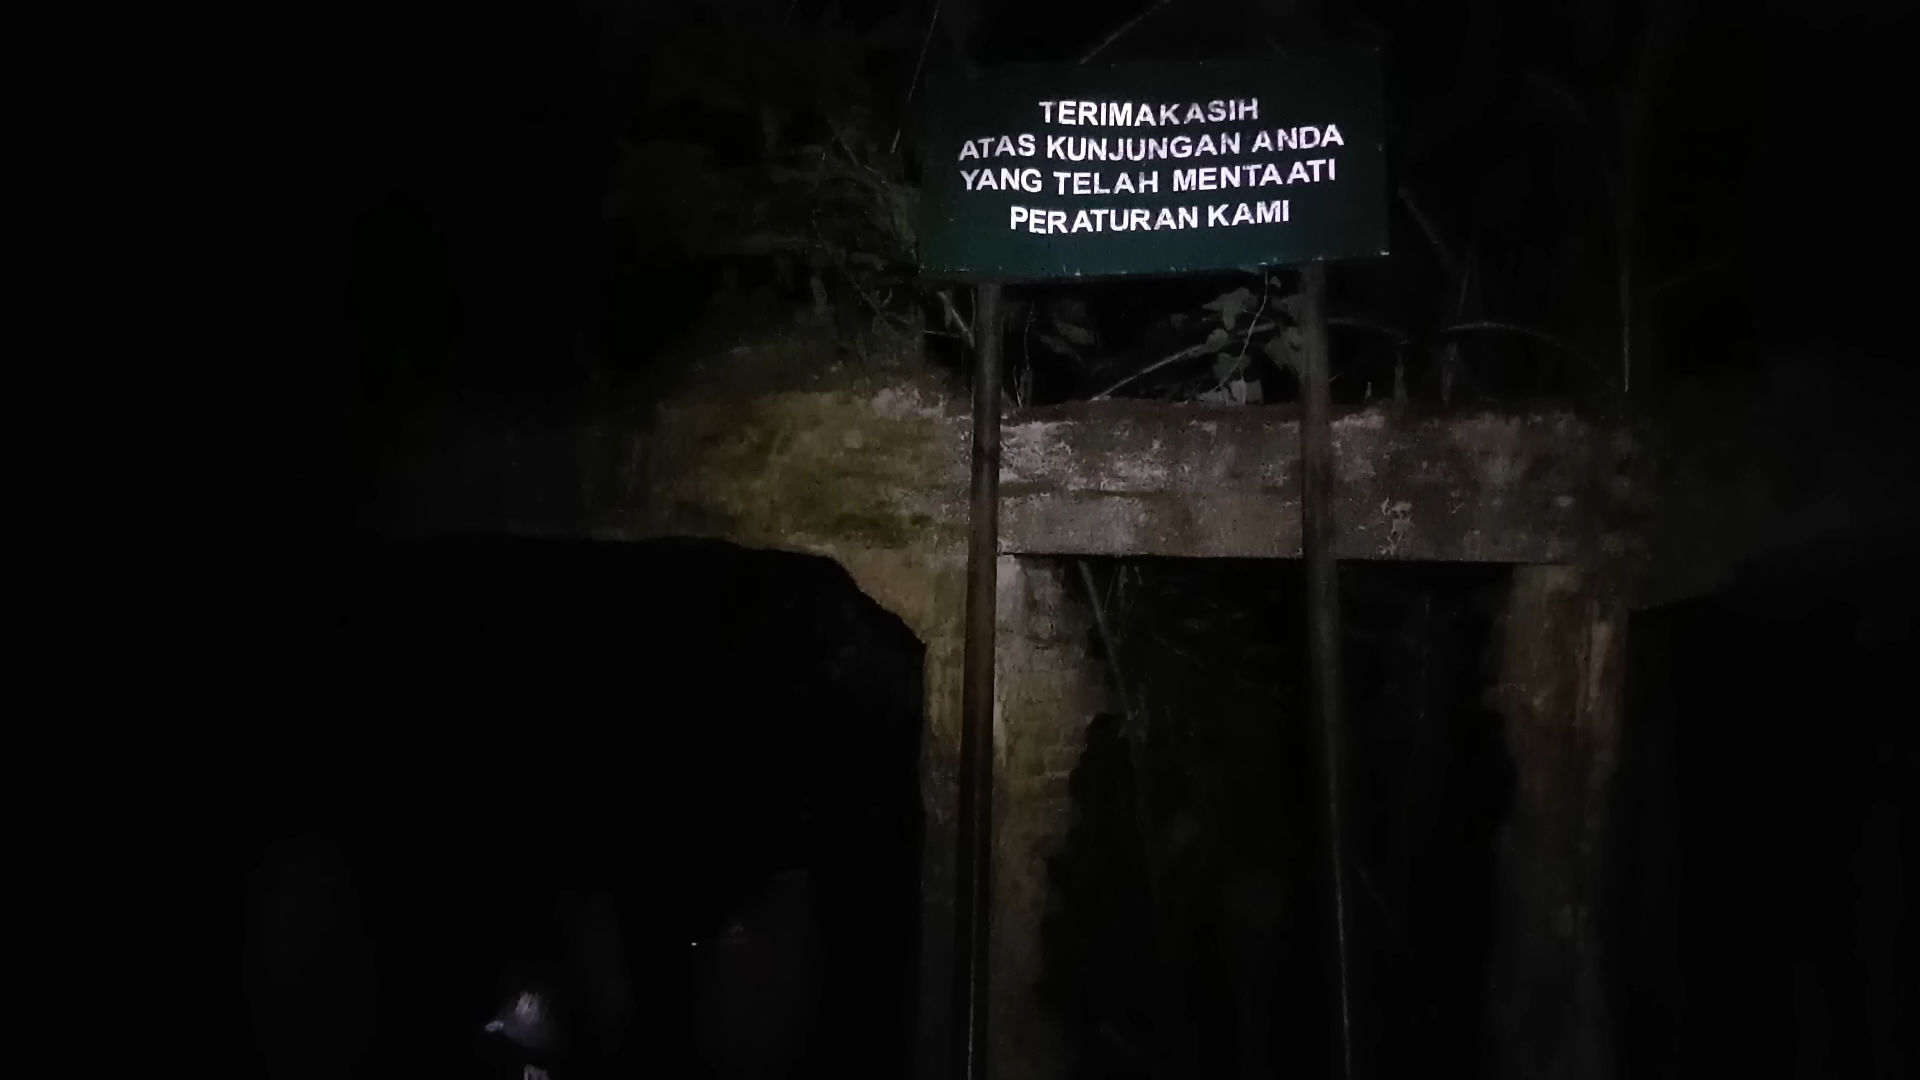 TERIMAKASIH
ATAS KUNJUNGAN ANDA
YANG TELAH MENTAATI
PERATURAN KAMI